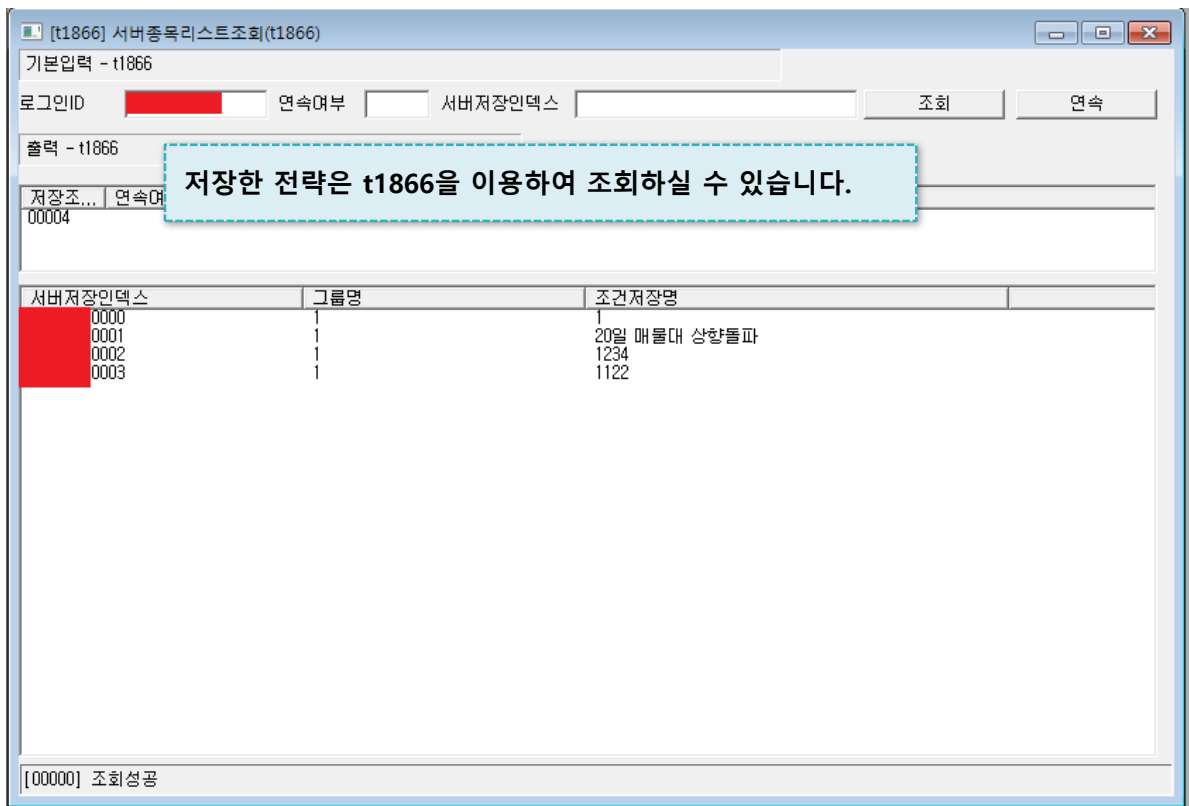 [t1866] 서버종목리스트조회(t1866)
기본입력 - t1866
로그인ID 연속여부 서버저장인덱스 조회 연속
출력 - t1866
저장한 전략은 t1866을 이용하여 조회하실 수 있습니다.
저장조... 연속여
00004
서버저장인덱스 그룹명 조건저장명
0000 1 1
0001 1 20일 매물대 상향돌파
0002 1 1234
0003 1 1122
[00000] 조회성공